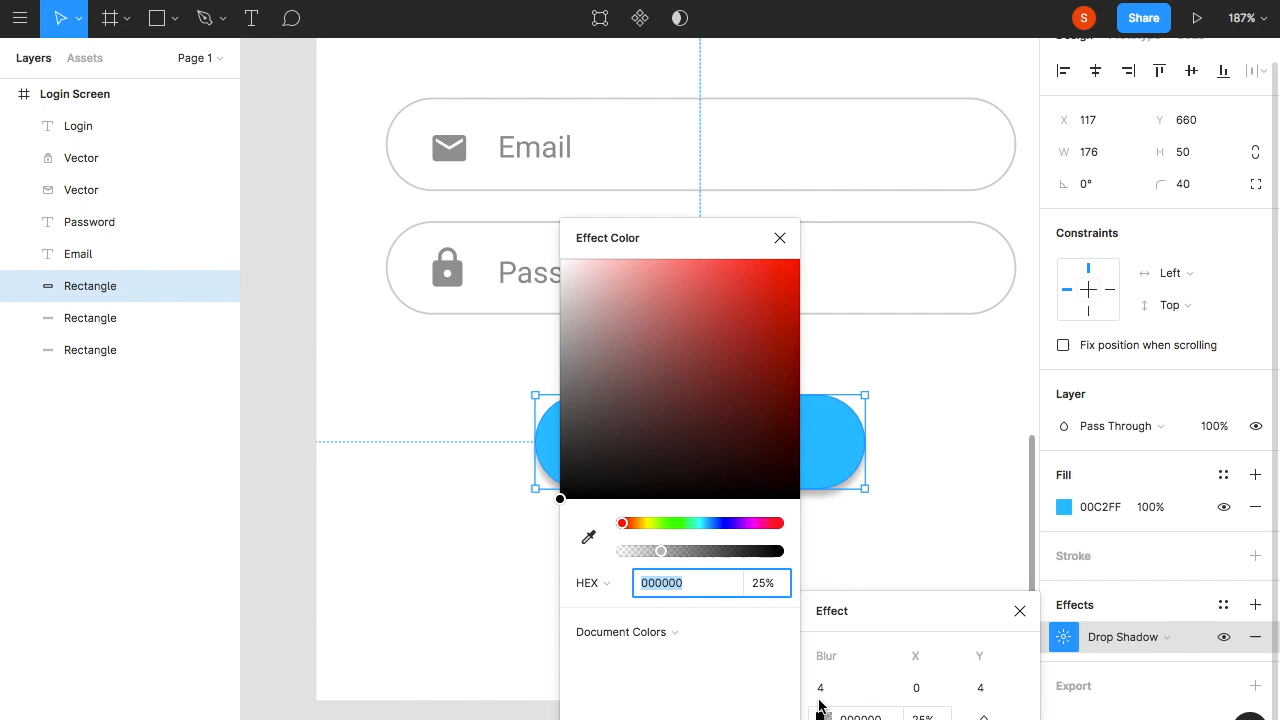 S
Share
187%
Layers
Assets
Page 1
Login Screen
Login
Vector
Vector
Password
Email
Rectangle
Rectangle
Rectangle
Email
Pass
Effect Color
HEX
000000
25%
Document Colors
X 117
Y 660
W 176
H 50
0°
40
Constraints
Left
Top
Fix position when scrolling
Layer
Pass Through
100%
Fill
00C2FF
100%
Stroke
Effects
Drop Shadow
Effect
Blur
X
Y
4
0
4
000000
25%
Export